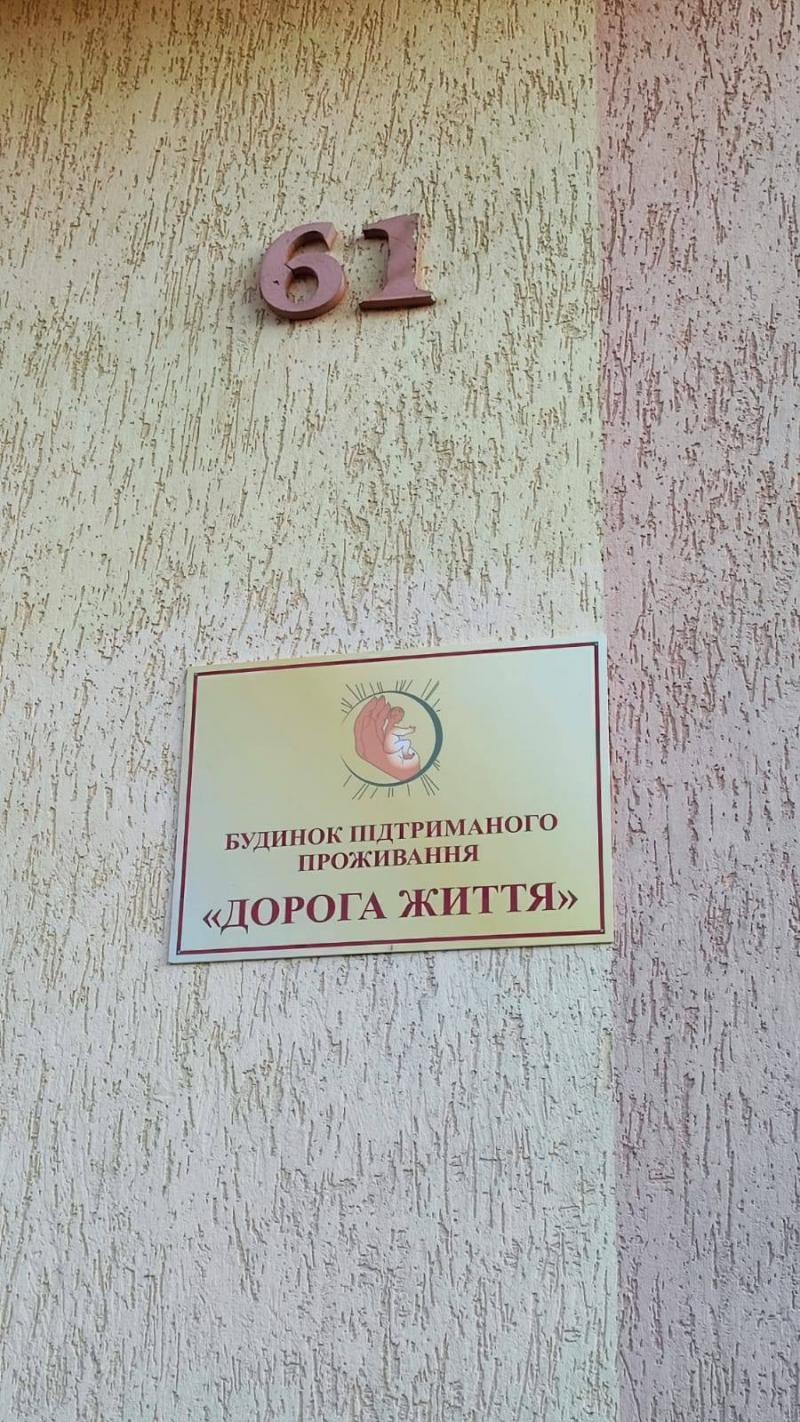 61
БУДИНОК ПІДТРИМАНОГО
ПРОЖИВАННЯ
«ДОРОГА ЖИТТЯ»